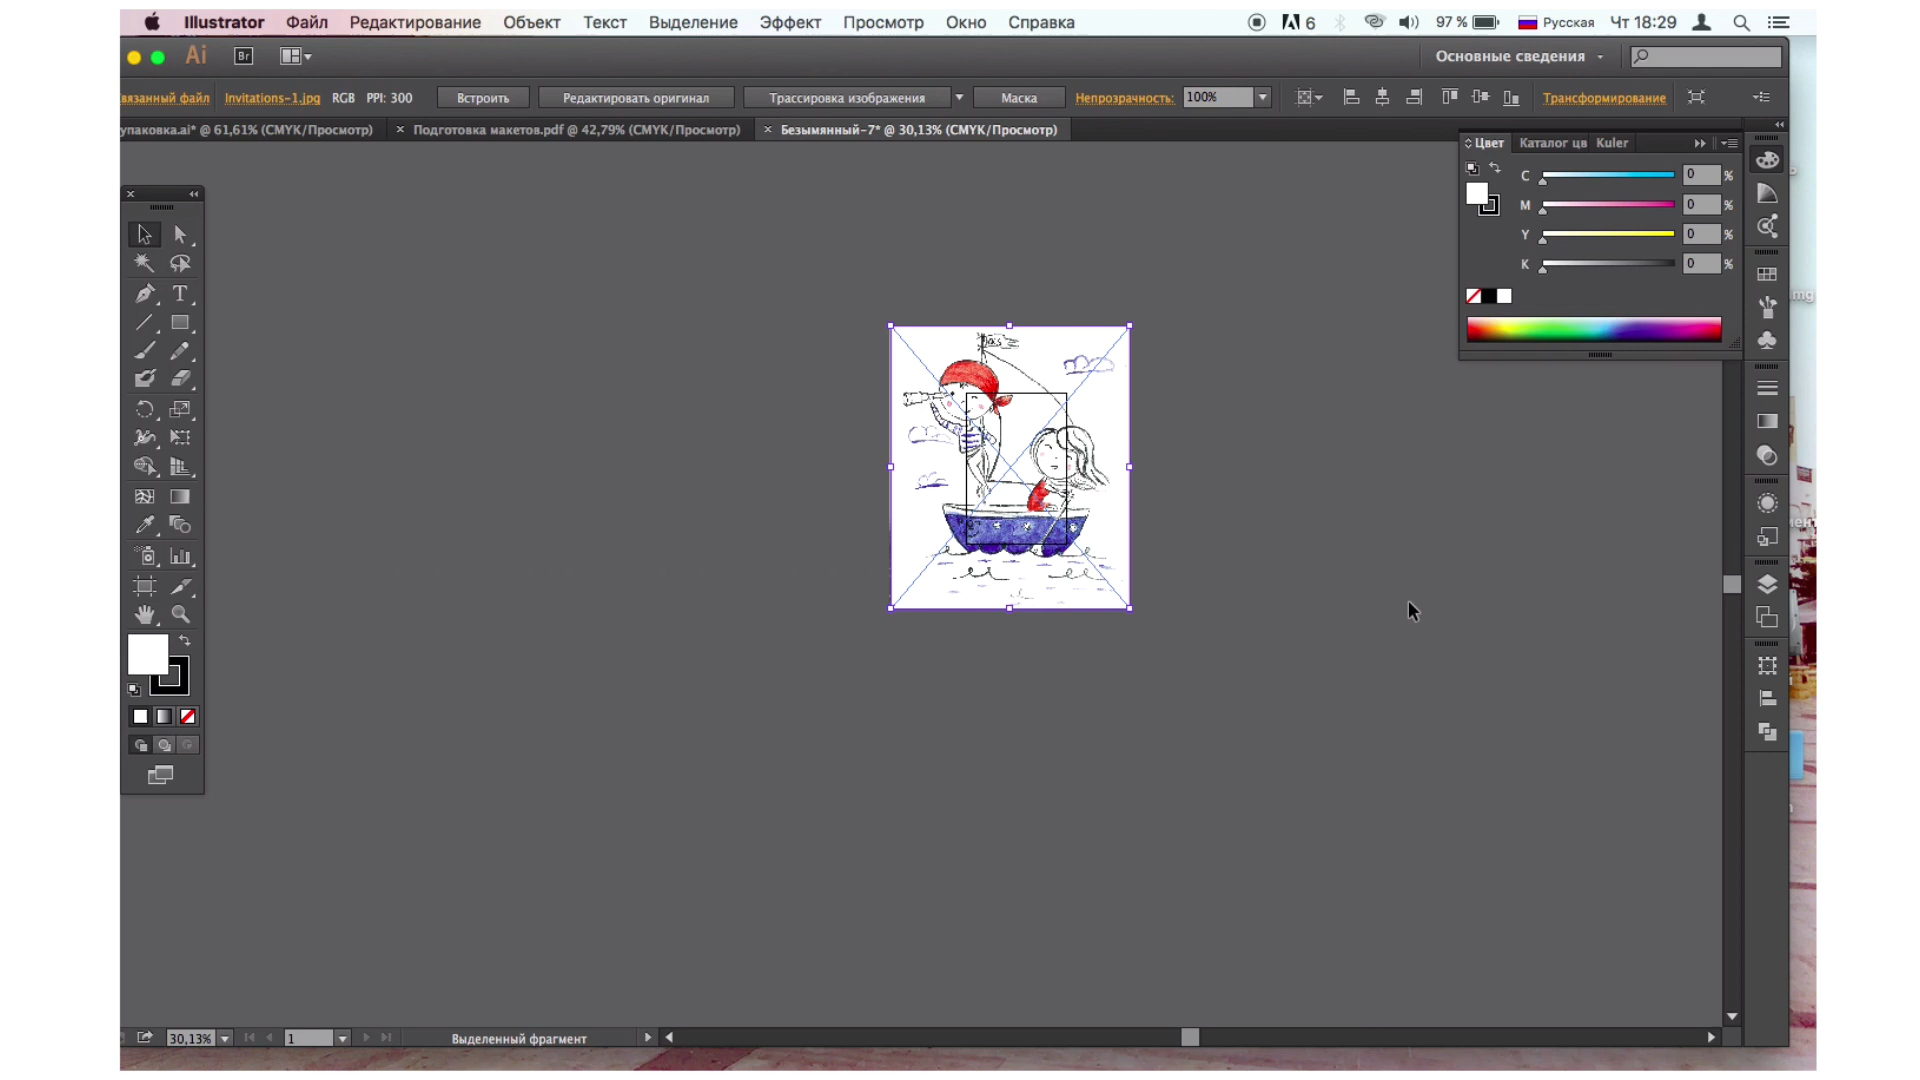 Illustrator Файл Редактирование Объект Текст Выделение Эффект Просмотр Окно Справка 6 97 % Русская Чт 18:29
Ai Br Основные сведения
вязанный файл Invitations-1.jpg RGB PPI: 300 Встроить Редактировать оригинал Трассировка изображения Маска Непрозрачность: 100% Трансформирование
упаковка.ai* @ 61,61% (CMYK/Просмотр) × Подготовка макетов.pdf @ 42,79% (CMYK/Просмотр) × Безымянный-7* @ 30,13% (CMYK/Просмотр)
Цвет Каталог цв Kuler
C 0 %
M 0 %
Y 0 %
K 0 %
T
img
30,13% 1 Выделенный фрагмент